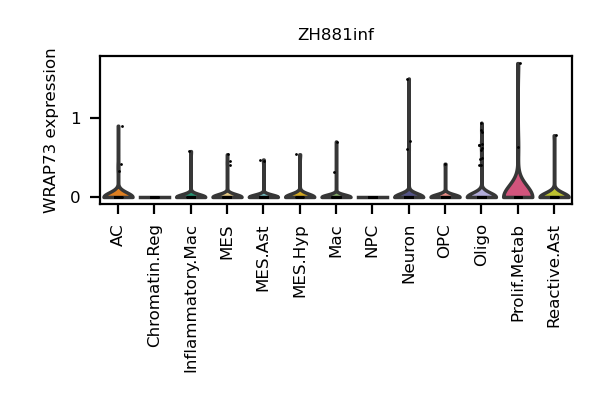 ZH881inf
WRAP73 expression
1
0
AC
Chromatin.Reg
Inflammatory.Mac
MES
MES.Ast
MES.Hyp
Mac
NPC
Neuron
OPC
Oligo
Prolif.Metab
Reactive.Ast